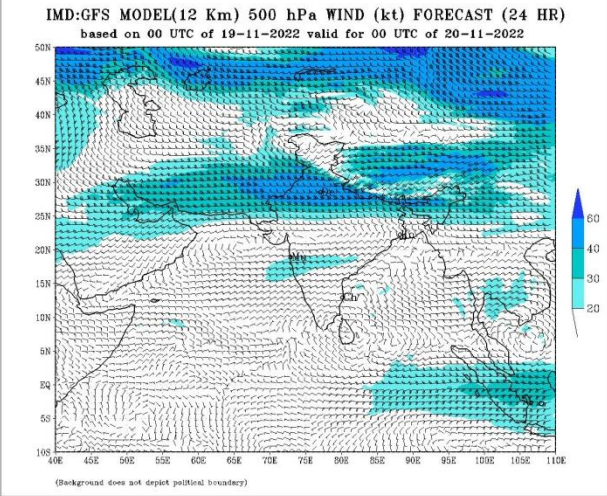 IMD:GFS MODEL(12 Km) 500 hPa WIND (kt) FORECAST (24 HR)
based on 00 UTC of 19-11-2022 valid for 00 UTC of 20-11-2022
50N
45N
40N
35N
30N
25N
20N
15N
10N
5N
EQ
5S
10S
40E 45E 50E 55E 60E 65E 70E 75E 80E 85E 90E 95E 100E 105E 110E
60
40
30
20
Mu
Ch
(Background does not depict political boundary)